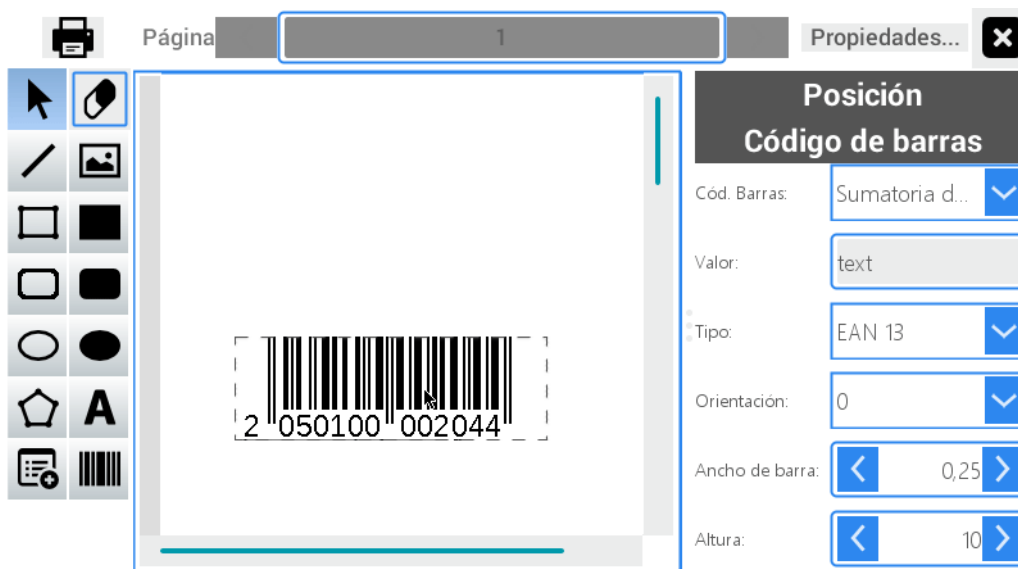 Página
1
Propiedades...
Posición
Código de barras
Cód. Barras:
Sumatoria d...
Valor:
text
Tipo:
EAN 13
Orientación:
0
Ancho de barra:
0,25
Altura:
10
2 050100 002044
A